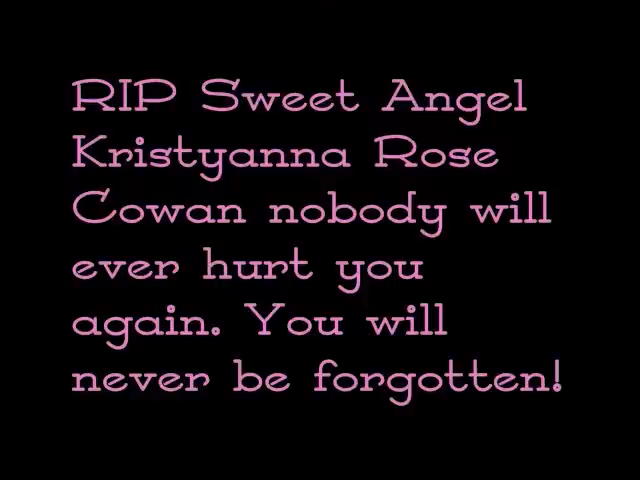 RIP Sweet Angel
Kristyanna Rose
Cowan nobody will
ever hurt you
again. You will
never be forgotten!